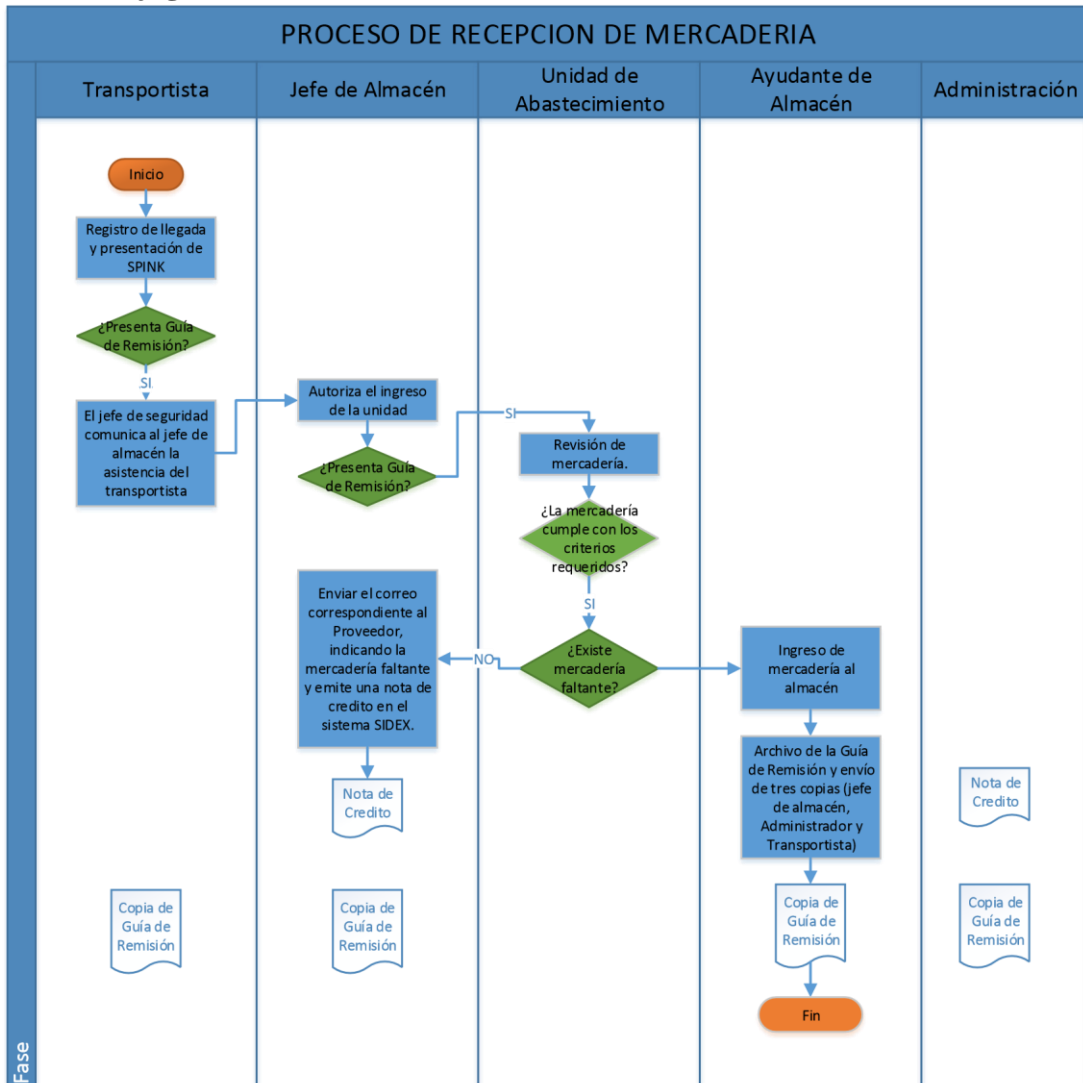 PROCESO DE RECEPCION DE MERCADERIA
Transportista
Jefe de Almacén
Unidad de
Abastecimiento
Ayudante de
Almacén
Administración
Inicio
Registro de llegada
y presentación de
SPINK
¿Presenta Guía
de Remisión?
SI
El jefe de seguridad
comunica al jefe de
almacén la
asistencia del
transportista
Autoriza el ingreso
de la unidad
¿Presenta Guía
de Remisión?
SI
Revisión de
mercadería.
¿La mercadería
cumple con los
criterios
requeridos?
SI
¿Existe
mercadería
faltante?
NO
Enviar el correo
correspondiente al
Proveedor,
indicando la
mercadería faltante
y emite una nota de
credito en el
sistema SIDEX.
Nota de
Credito
Ingreso de
mercadería al
almacén
Archivo de la Guía
de Remisión y envío
de tres copias (jefe
de almacén,
Administrador y
Transportista)
Nota de
Credito
Copia de
Guía de
Remisión
Copia de
Guía de
Remisión
Copia de
Guía de
Remisión
Copia de
Guía de
Remisión
Fin
Fase